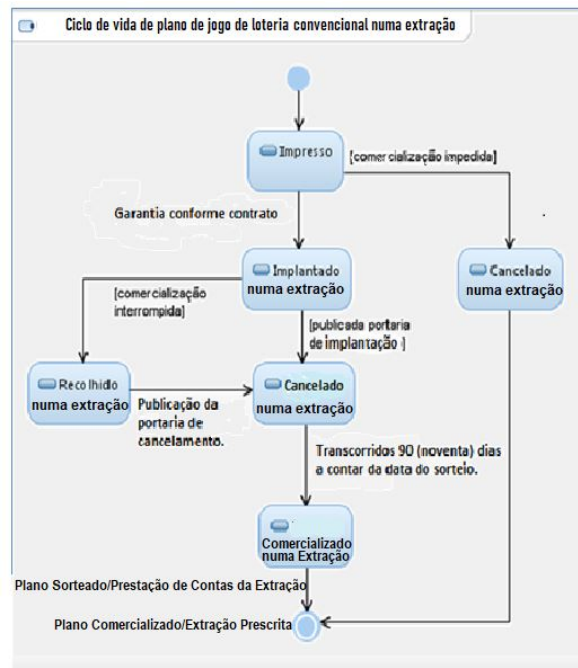 Ciclo de vida de plano de jogo de loteria convencional numa extração
Impresso
[comercialização impedida]
Garantia conforme contrato
Implantado
numa extração
Cancelado
numa extração
[comercialização
interrompida]
[publicada portaria
de implantação ]
Recolhido
numa extração
Publicação da
portaria de
cancelamento.
Cancelado
numa extração
Transcorridos 90 (noventa) dias
a contar da data do sorteio.
Comercializado
numa Extração
Plano Sorteado/Prestação de Contas da Extração
Plano Comercializado/Extração Prescrita